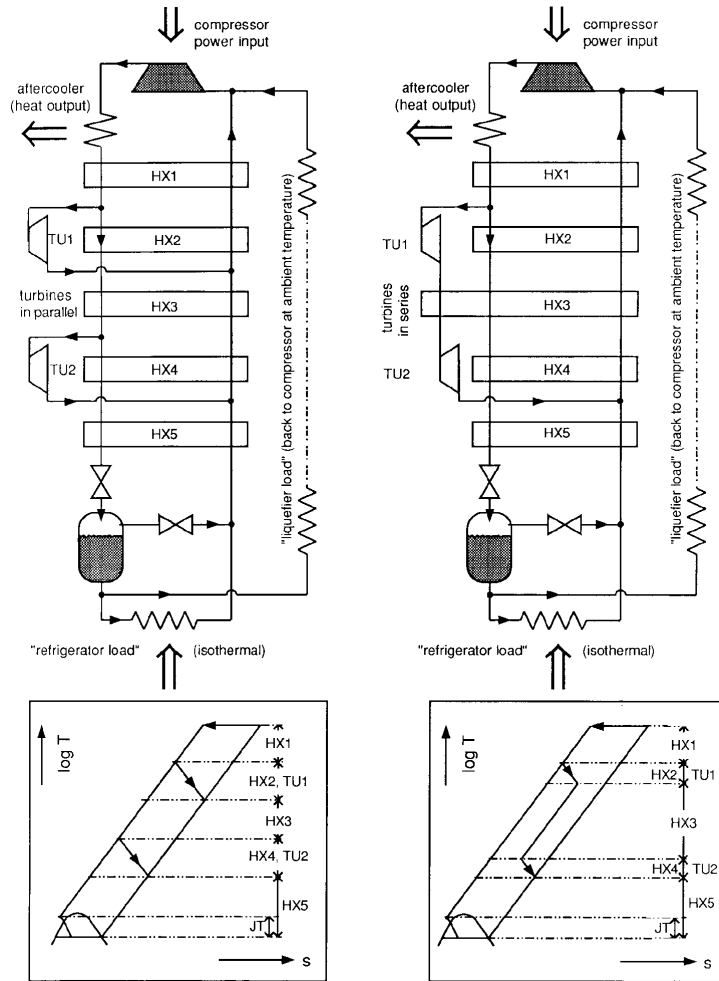 compressor
power input
aftercooler
(heat output)
HX1
TU1
HX2
turbines
in parallel
HX3
TU2
HX4
HX5
"liquefier load" (back to compressor at ambient temperature)
"refrigerator load"
(isothermal)
log T
HX1
HX2, TU1
HX3
HX4, TU2
HX5
JT
s
compressor
power input
aftercooler
(heat output)
HX1
TU1
HX2
turbines
in series
HX3
TU2
HX4
HX5
"liquefier load" (back to compressor at ambient temperature)
"refrigerator load"
(isothermal)
log T
HX1
HX2
TU1
HX3
HX4
TU2
HX5
JT
s